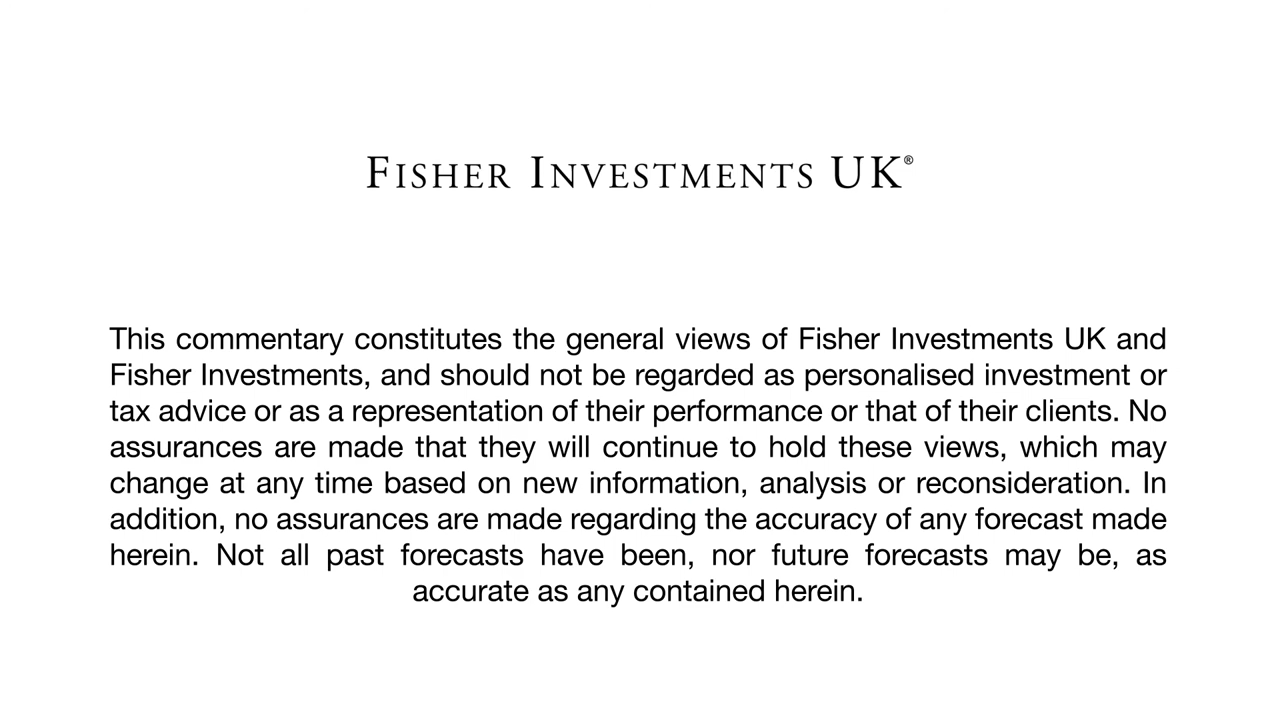 FISHER INVESTMENTS UK®
This commentary constitutes the general views of Fisher Investments UK and
Fisher Investments, and should not be regarded as personalised investment or
tax advice or as a representation of their performance or that of their clients. No
assurances are made that they will continue to hold these views, which may
change at any time based on new information, analysis or reconsideration. In
addition, no assurances are made regarding the accuracy of any forecast made
herein. Not all past forecasts have been, nor future forecasts may be, as
accurate as any contained herein.